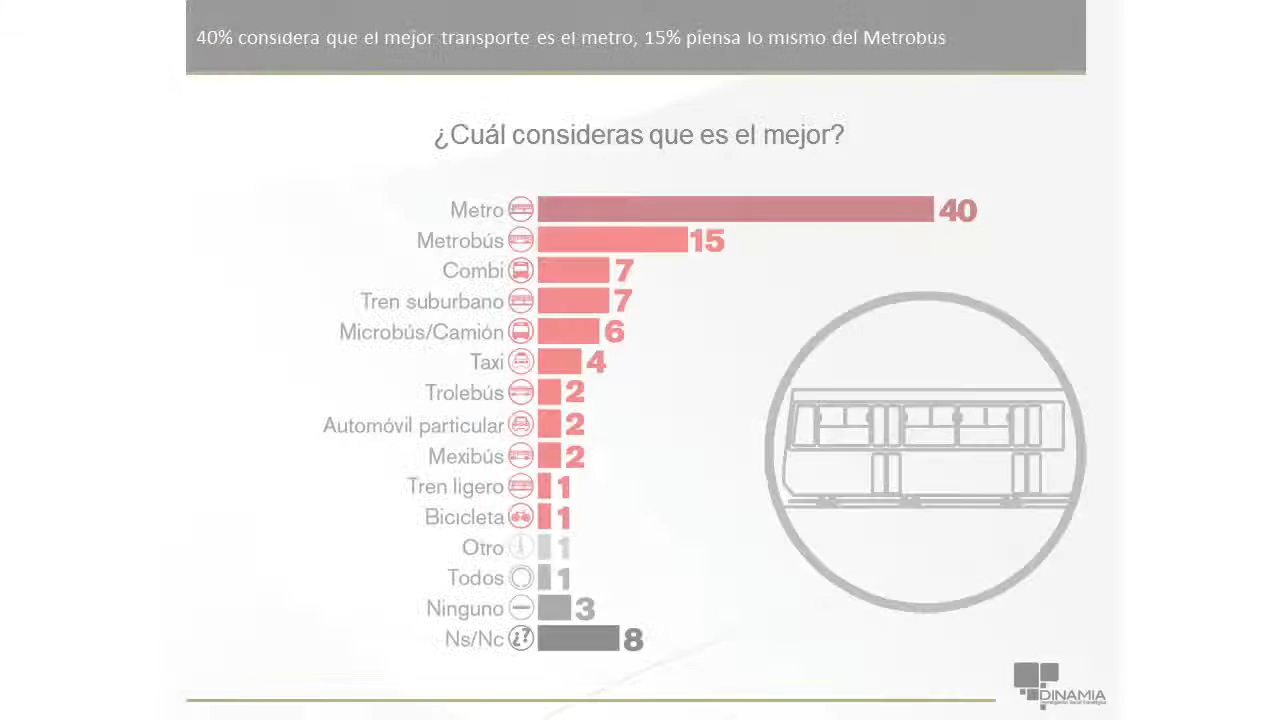 40% considera que el mejor transporte es el metro, 15% piensa lo mismo del Metrobus
¿Cuál consideras que es el mejor?
Metro 40
Metrobús 15
Combi 7
Tren suburbano 7
Microbús/Camión 6
Taxi 4
Trolebús 2
Automóvil particular 2
Mexibús 2
Tren ligero 1
Bicicleta 1
Otro 1
Todos 1
Ninguno 3
Ns/Nc ¿? 8
DINAMIA